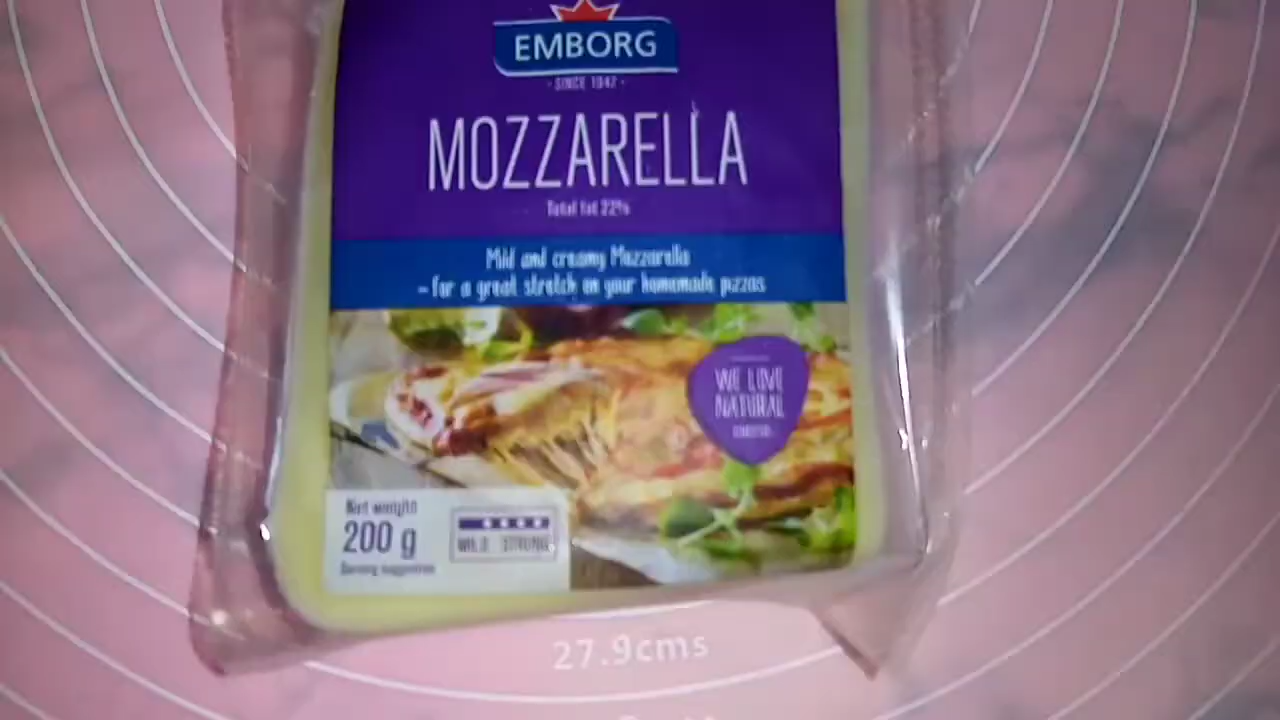 EMBORG
· SINCE 1947 ·
MOZZARELLA
Total fat 22%
Mild and creamy Mozzarella
– for a great stretch on your homemade pizzas
WE LOVE
NATURAL
CHEESE
Net weight
200 g
Serving suggestion
MILD STRONG
27.9cms